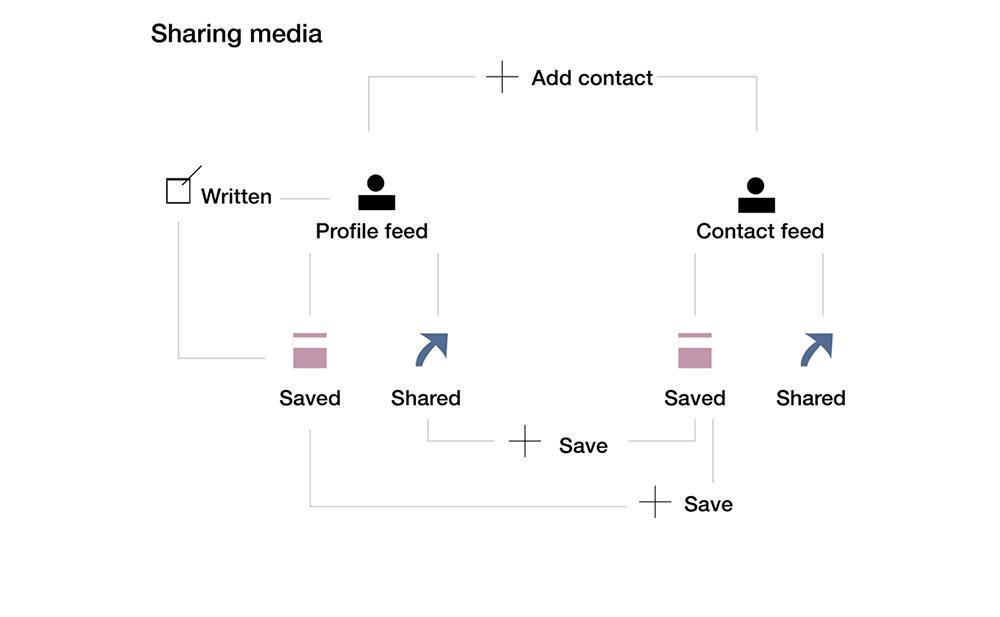 Sharing media
Add contact
Written
Profile feed
Contact feed
Saved
Shared
Saved
Shared
Save
Save